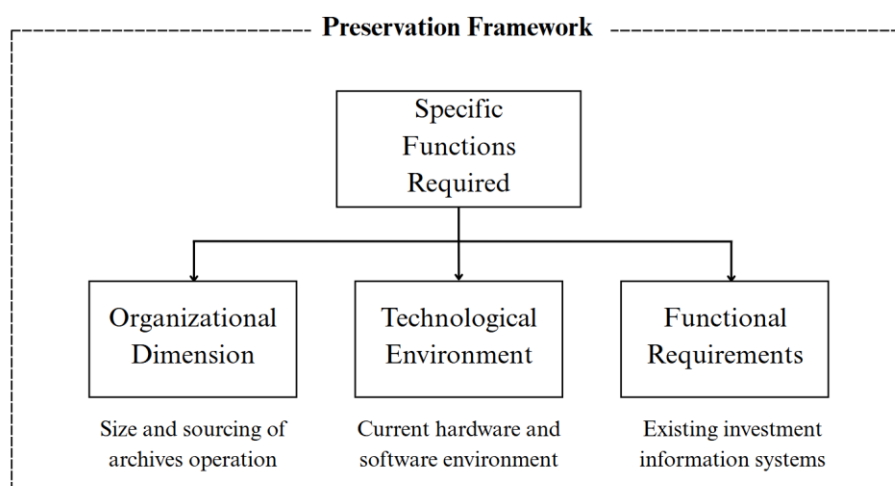 Preservation Framework
Specific
Functions
Required
Organizational
Dimension
Technological
Environment
Functional
Requirements
Size and sourcing of
archives operation
Current hardware and
software environment
Existing investment
information systems